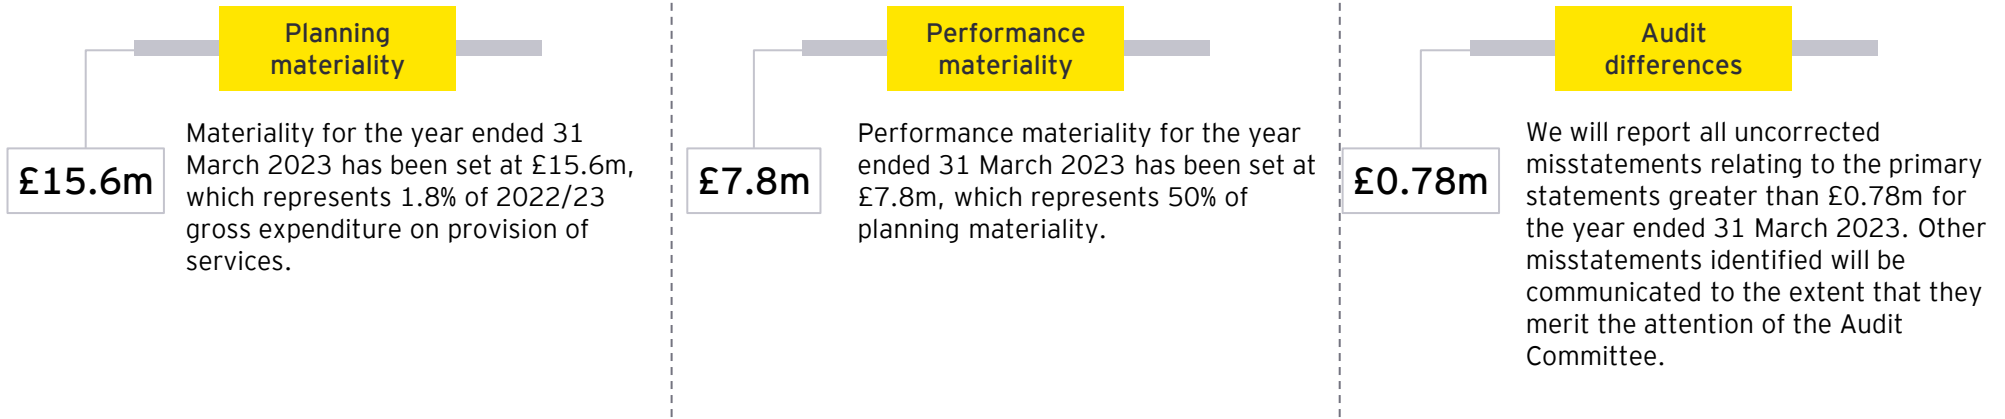 Planning
materiality
£15.6m
Materiality for the year ended 31
March 2023 has been set at £15.6m,
which represents 1.8% of 2022/23
gross expenditure on provision of
services.
Performance
materiality
£7.8m
Performance materiality for the year
ended 31 March 2023 has been set at
£7.8m, which represents 50% of
planning materiality.
Audit
differences
£0.78m
We will report all uncorrected
misstatements relating to the primary
statements greater than £0.78m for
the year ended 31 March 2023. Other
misstatements identified will be
communicated to the extent that they
merit the attention of the Audit
Committee.